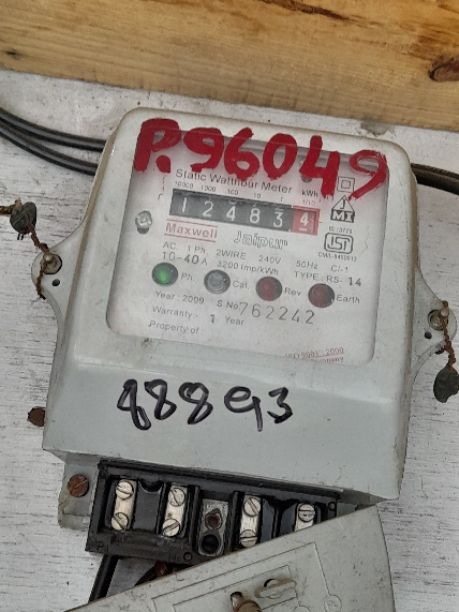 P.96049
Static Watthour Meter
10000 1000 100 10 1 kWh 1/10
124834
Maxwell Jaipur
AC. 1 Ph 2WIRE 240V 50Hz Cl-1
10-40A 3200 imp/kWh TYPE: RS-14
Ph. Cal. Rev Earth
Year: 2009 S.No 762242
Warranty: 1 Year
Property of:
88893